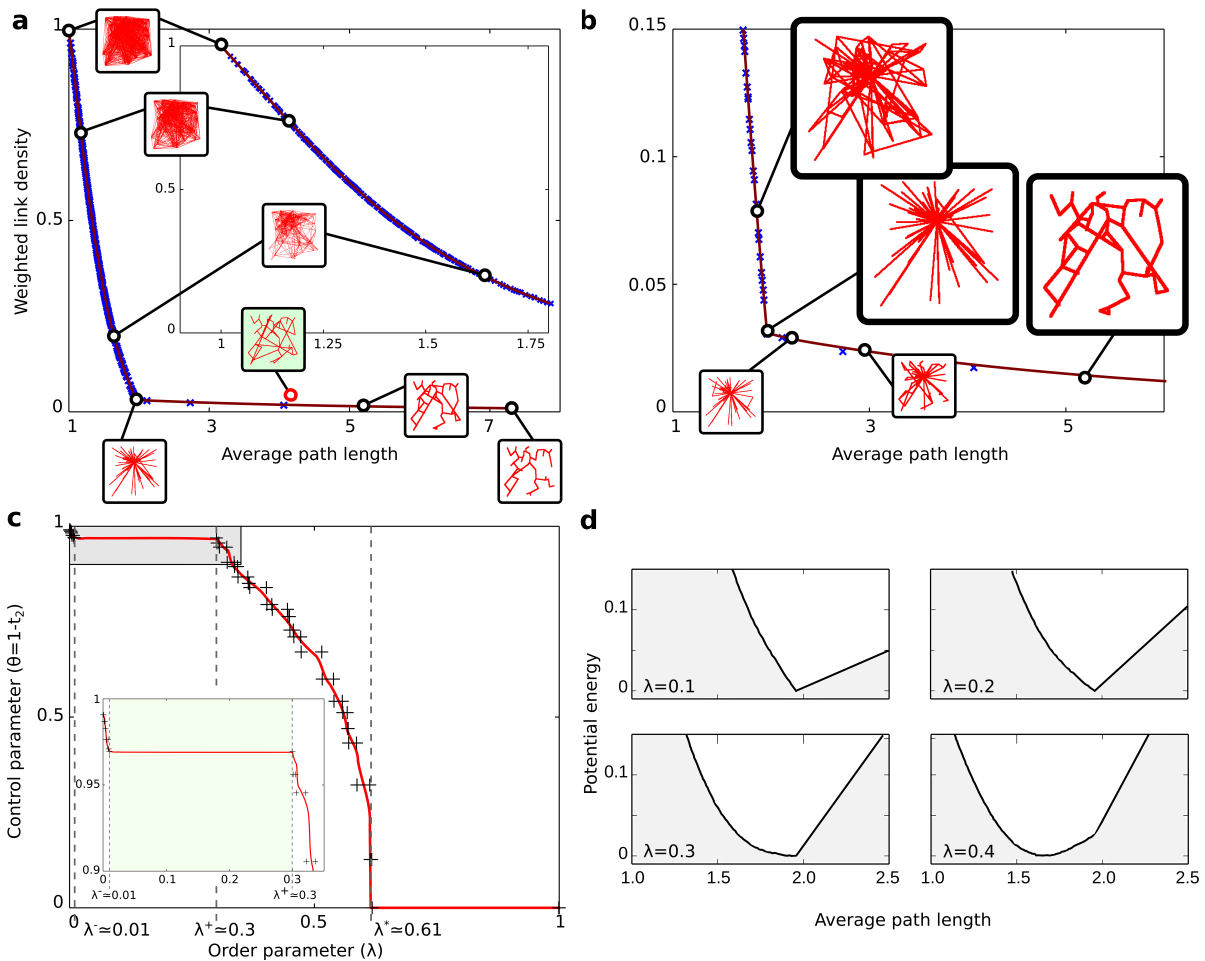 a
1
0.5
0
1
3
5
7
Weighted link density
Average path length
1
0.5
0
1
1.25
1.5
1.75
b
0.15
0.1
0.05
0
1
3
5
Average path length
c
1
0.5
0
0
0.5
1
λ⁻≃0.01
λ⁺≃0.3
λ*≃0.61
Control parameter (θ=1-t₂)
Order parameter (λ)
1
0.95
0.9
0
0.1
0.2
0.3
λ⁻≃0.01
λ⁺≃0.3
d
Potential energy
0.1
0
λ=0.1
λ=0.2
0.1
0
λ=0.3
λ=0.4
1.0
1.5
2.0
2.5
1.0
1.5
2.0
2.5
Average path length